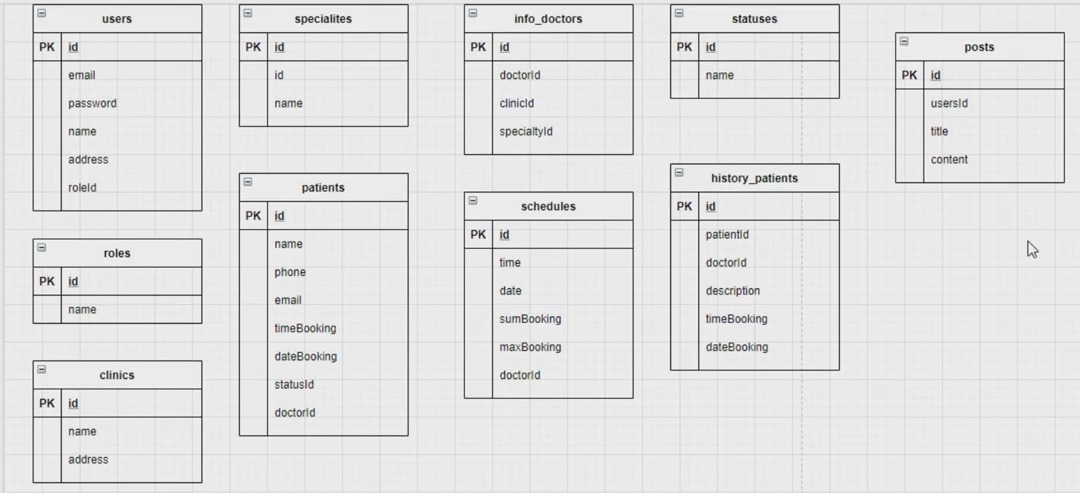 users
PK id
email
password
name
address
roleId
roles
PK id
name
clinics
PK id
name
address
specialites
PK id
id
name
patients
PK id
name
phone
email
timeBooking
dateBooking
statusId
doctorId
info_doctors
PK id
doctorId
clinicId
specialtyId
schedules
PK id
time
date
sumBooking
maxBooking
doctorId
statuses
PK id
name
history_patients
PK id
patientId
doctorId
description
timeBooking
dateBooking
posts
PK id
usersId
title
content